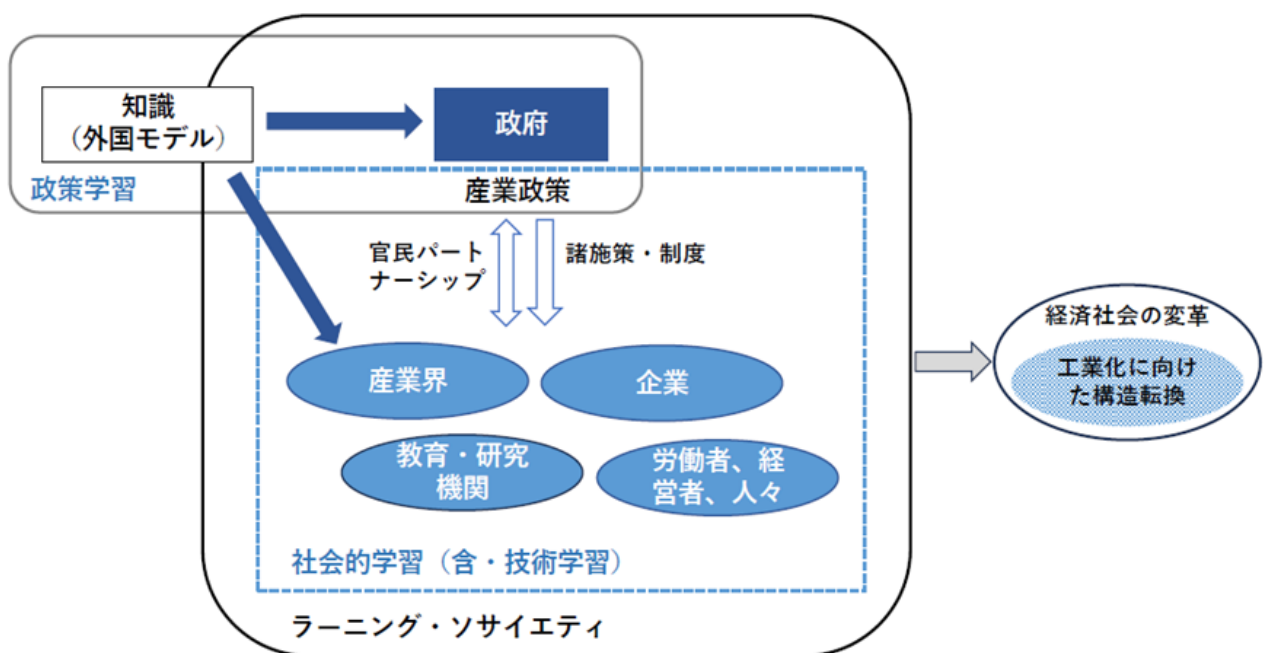 知識
（外国モデル）
政府
政策学習
産業政策
官民パート
ナーシップ
諸施策・制度
産業界
企業
教育・研究
機関
労働者、経
営者、人々
社会的学習（含・技術学習）
ラーニング・ソサイエティ
経済社会の変革
工業化に向け
た構造転換